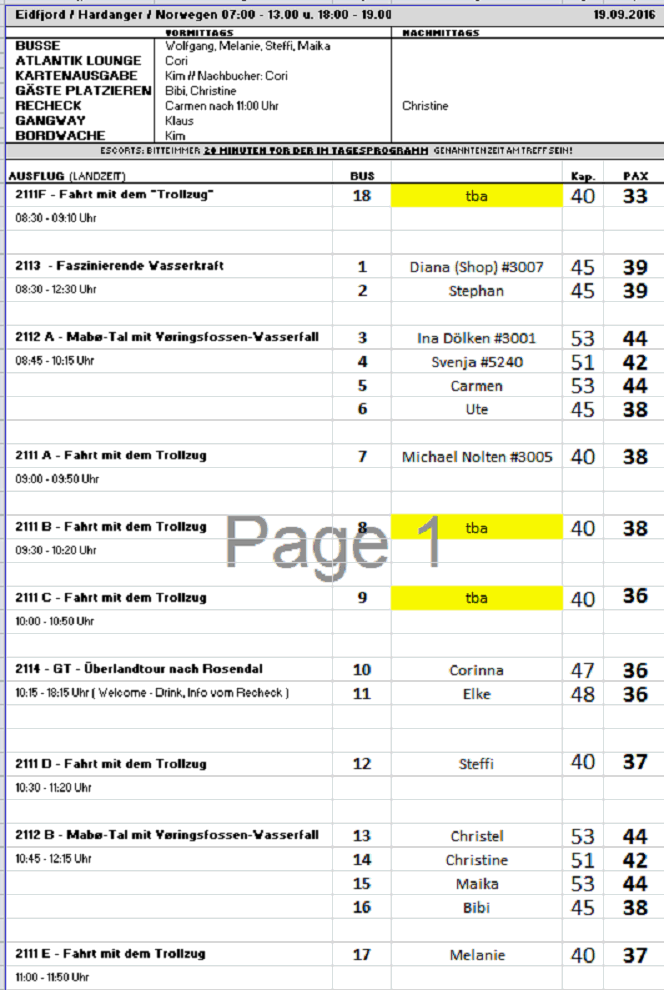 Eidfjord / Hardanger / Norwegen 07:00 - 13.00 u. 18:00 - 19.00 19.09.2016
VORMITTAGS NACHMITTAGS
BUSSE Wolfgang, Melanie, Steffi, Maika
ATLANTIK LOUNGE Cori
KARTENAUSGABE Kim // Nachbucher: Cori
GÄSTE PLATZIEREN Bibi, Christine
RECHECK Carmen nach 11:00 Uhr Christine
GANGWAY Klaus
BORDWACHE Kim
ESCORTS: BITTE IMMER 20 MINUTEN VOR DER IM TAGESPROGRAMM GENANNTEN ZEIT AM TREFF SEIN!
AUSFLUG (LANDZEIT) BUS Kap. PAX
2111F - Fahrt mit dem "Trollzug" 18 tba 40 33
08:30 - 09:10 Uhr
2113 - Faszinierende Wasserkraft 1 Diana (Shop) #3007 45 39
08:30 - 12:30 Uhr 2 Stephan 45 39
2112 A - Mabø-Tal mit Vøringsfossen-Wasserfall 3 Ina Dölken #3001 53 44
08:45 - 10:15 Uhr 4 Svenja #5240 51 42
5 Carmen 53 44
6 Ute 45 38
2111 A - Fahrt mit dem Trollzug 7 Michael Nolten #3005 40 38
09:00 - 09:50 Uhr
2111 B - Fahrt mit dem Trollzug 8 tba 40 38
Page 1
09:30 - 10:20 Uhr
2111 C - Fahrt mit dem Trollzug 9 tba 40 36
10:00 - 10:50 Uhr
2114 - GT - Überlandtour nach Rosendal 10 Corinna 47 36
10:15 - 18:15 Uhr ( Welcome - Drink, Info vom Recheck ) 11 Elke 48 36
2111 D - Fahrt mit dem Trollzug 12 Steffi 40 37
10:30 - 11:20 Uhr
2112 B - Mabø-Tal mit Vøringsfossen-Wasserfall 13 Christel 53 44
10:45 - 12:15 Uhr 14 Christine 51 42
15 Maika 53 44
16 Bibi 45 38
2111 E - Fahrt mit dem Trollzug 17 Melanie 40 37
11:00 - 11:50 Uhr